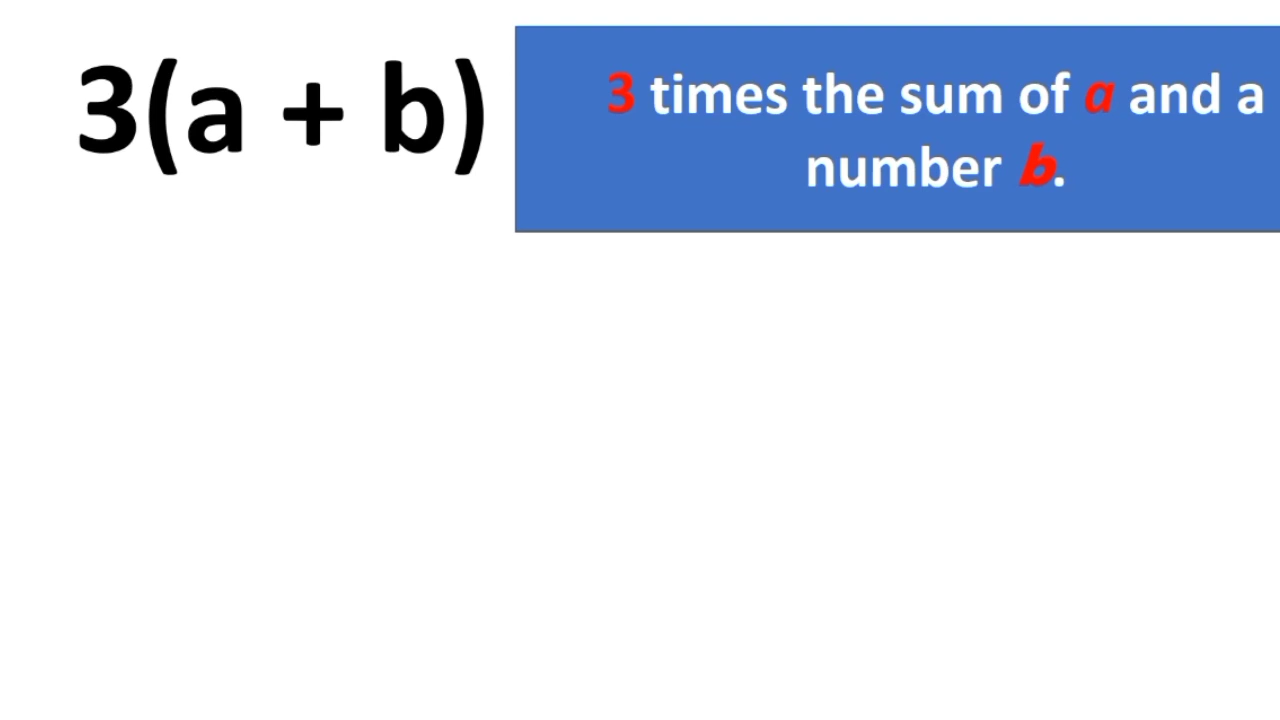 3(a + b)
3 times the sum of a and a
number b.